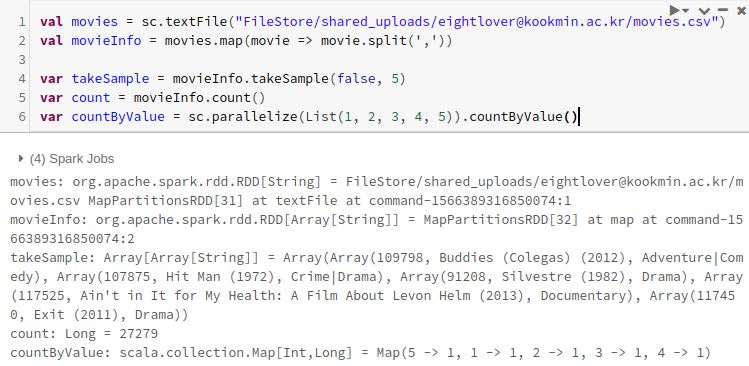 1 val movies = sc.textFile("FileStore/shared_uploads/eightlover@kookmin.ac.kr/movies.csv")
2 val movieInfo = movies.map(movie => movie.split(','))
3
4 var takeSample = movieInfo.takeSample(false, 5)
5 var count = movieInfo.count()
6 var countByValue = sc.parallelize(List(1, 2, 3, 4, 5)).countByValue()
(4) Spark Jobs
movies: org.apache.spark.rdd.RDD[String] = FileStore/shared_uploads/eightlover@kookmin.ac.kr/m
ovies.csv MapPartitionsRDD[31] at textFile at command-1566389316850074:1
movieInfo: org.apache.spark.rdd.RDD[Array[String]] = MapPartitionsRDD[32] at map at command-15
66389316850074:2
takeSample: Array[Array[String]] = Array(Array(109798, Buddies (Colegas) (2012), Adventure|Com
edy), Array(107875, Hit Man (1972), Crime|Drama), Array(91208, Silvestre (1982), Drama), Array
(117525, Ain't in It for My Health: A Film About Levon Helm (2013), Documentary), Array(11745
0, Exit (2011), Drama))
count: Long = 27279
countByValue: scala.collection.Map[Int,Long] = Map(5 -> 1, 1 -> 1, 2 -> 1, 3 -> 1, 4 -> 1)